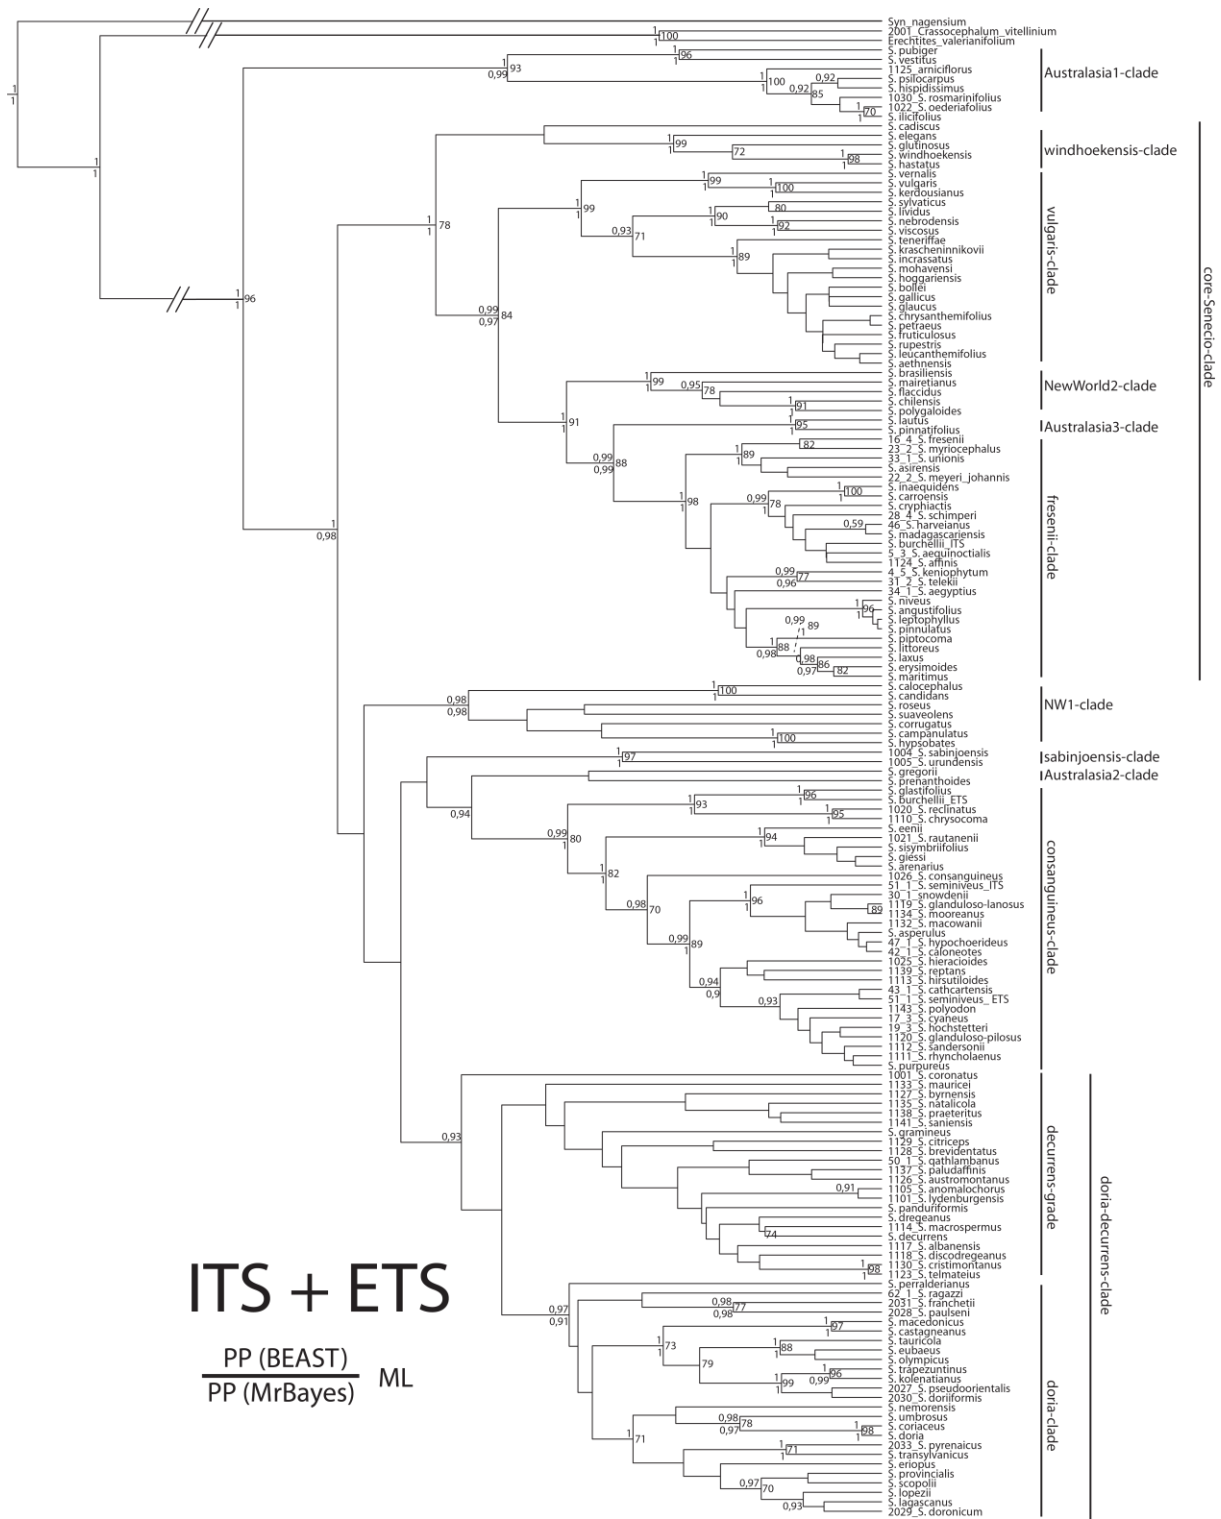 Syn_nagensium
2001_Crassocephalum_vitellinium
Erechtites_valerianifolium
S. pubiger
S. vestitus
1125_arniciflorus
S. psilocarpus
S. hispidissimus
1030_S. rosmarinifolius
1022_S. oederiafolius
S. ilicifolius
S. cadiscus
S. elegans
S. glutinosus
S. windhoekensis
S. hastatus
S. vernalis
S. vulgaris
S. kerdousianus
S. sylvaticus
S. lividus
S. nebrodensis
S. viscosus
S. teneriffae
S. krascheninnikovii
S. incrassatus
S. mohavensi
S. hoggariensis
S. bollei
S. gallicus
S. glaucus
S. chrysanthemifolius
S. petraeus
S. fruticulosus
S. rupestris
S. leucanthemifolius
S. aethnensis
S. brasiliensis
S. mairetianus
S. flaccidus
S. chilensis
S. polygaloides
S. lautus
S. pinnatifolius
16_4_S. fresenii
23_2_S. myriocephalus
33_1_S. unionis
S. asirensis
22_2_S. meyeri_johannis
S. inaequidens
S. carroensis
S. cryphiactis
28_4_S. schimperi
46_S. harveianus
S. madagascariensis
S. burchellii_ITS
5_3_S. aequinoctialis
1124_S. affinis
4_5_S. keniophytum
31_2_S. telekii
34_1_S. aegyptius
S. niveus
S. angustifolius
S. leptophyllus
S. pinnulatus
S. piptocoma
S. littoreus
S. laxus
S. erysimoides
S. maritimus
S. calocephalus
S. candidans
S. roseus
S. suaveolens
S. corrugatus
S. campanulatus
S. hypsobates
1004_S. sabinjoensis
1005_S. urundensis
S. gregorii
S. prenanthoides
S. glastifolius
S. burchellii_ETS
1020_S. reclinatus
1110_S. chrysocoma
S. eenii
1021_S. rautanenii
S. sisymbriifolius
S. giessi
S. arenarius
1026_S. consanguineus
51_1_S. seminiveus_ITS
30_1_snowdenii
1119_S. glanduloso-lanosus
1134_S. mooreanus
1132_S. macowanii
S. asperulus
47_1_S. hypochoerideus
42_1_S. caloneotes
1025_S. hieracioides
1139_S. reptans
1113_S. hirsutiloides
43_1_S. cathcartensis
51_1_S. seminiveus_ ETS
1143_S. polyodon
17_3_S. cyaneus
19_3_S. hochstetteri
1120_S. glanduloso-pilosus
1112_S. sandersonii
1111_S. rhyncholaenus
S. purpureus
1001_S. coronatus
1133_S. mauricei
1127_S. byrnensis
1135_S. natalicola
1138_S. praeteritus
1141_S. saniensis
S. gramineus
1129_S. citriceps
1128_S. brevidentatus
50_1_S. qathlambanus
1137_S. paludaffinis
1126_S. austromontanus
1105_S. anomalochorus
1101_S. lydenburgensis
S. panduriformis
S. dregeanus
1114_S. macrospermus
S. decurrens
1117_S. albanensis
1118_S. discodregeanus
1130_S. cristimontanus
1123_S. telmateius
S. perralderianus
62_1_S. ragazzi
2031_S. franchetii
2028_S. paulseni
S. macedonicus
S. castagneanus
S. tauricola
S. eubaeus
S. olympicus
S. trapezuntinus
S. kolenatianus
2027_S. pseudoorientalis
2030_S. doriiformis
S. nemorensis
S. umbrosus
S. coriaceus
S. doria
2033_S. pyrenaicus
S. transylvanicus
S. eriopus
S. provincialis
S. scopolii
S. lopezii
S. lagascanus
2029_S. doronicum
Australasia1-clade
windhoekensis-clade
vulgaris-clade
NewWorld2-clade
Australasia3-clade
fresenii-clade
core-Senecio-clade
NW1-clade
sabinjoensis-clade
Australasia2-clade
consanguineus-clade
decurrens-grade
doria-clade
doria-decurrens-clade
ITS + ETS
PP (BEAST)
PP (MrBayes)
ML